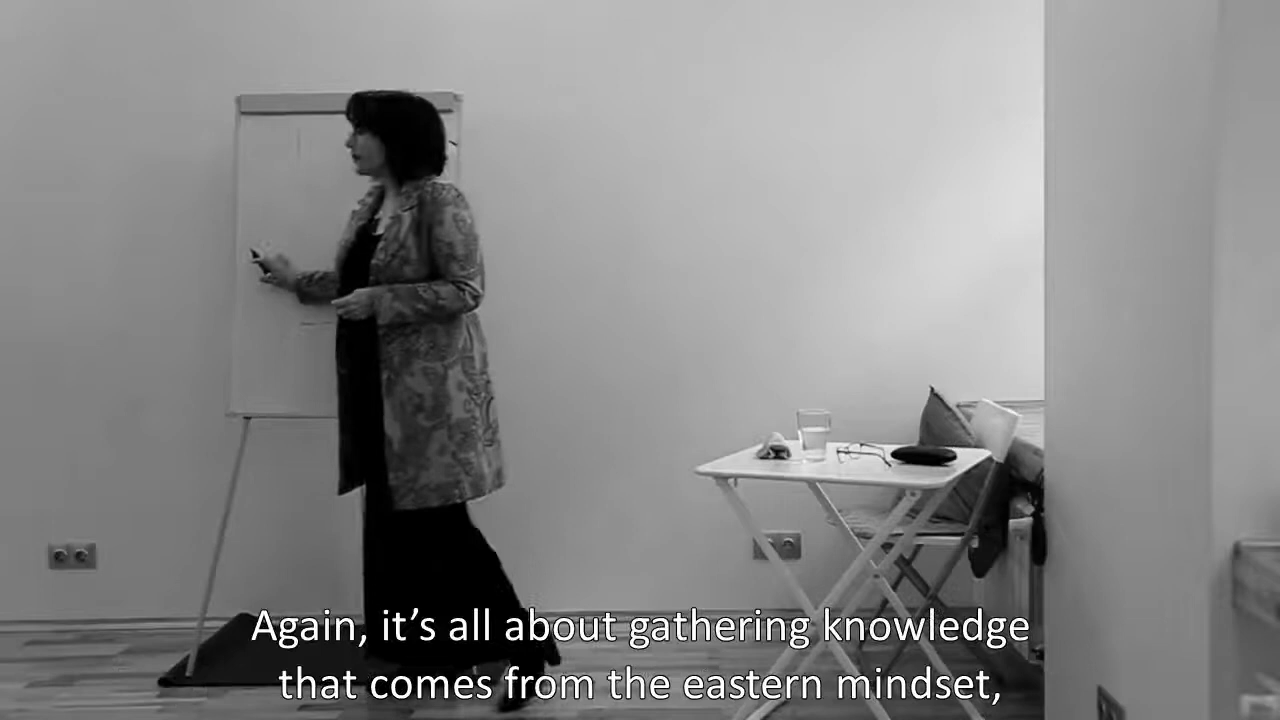 Again, it’s all about gathering knowledge
that comes from the eastern mindset,